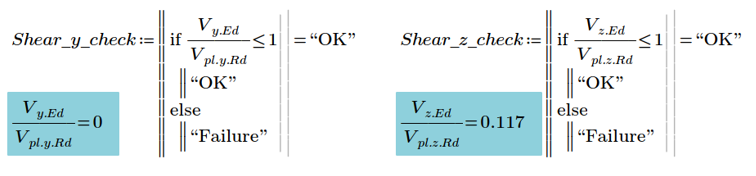 Shear_y_check:= if V_y.Ed / V_pl.y.Rd ≤ 1 = “OK”
“OK”
else
“Failure”
V_y.Ed / V_pl.y.Rd = 0
Shear_z_check:= if V_z.Ed / V_pl.z.Rd ≤ 1 = “OK”
“OK”
else
“Failure”
V_z.Ed / V_pl.z.Rd = 0.117